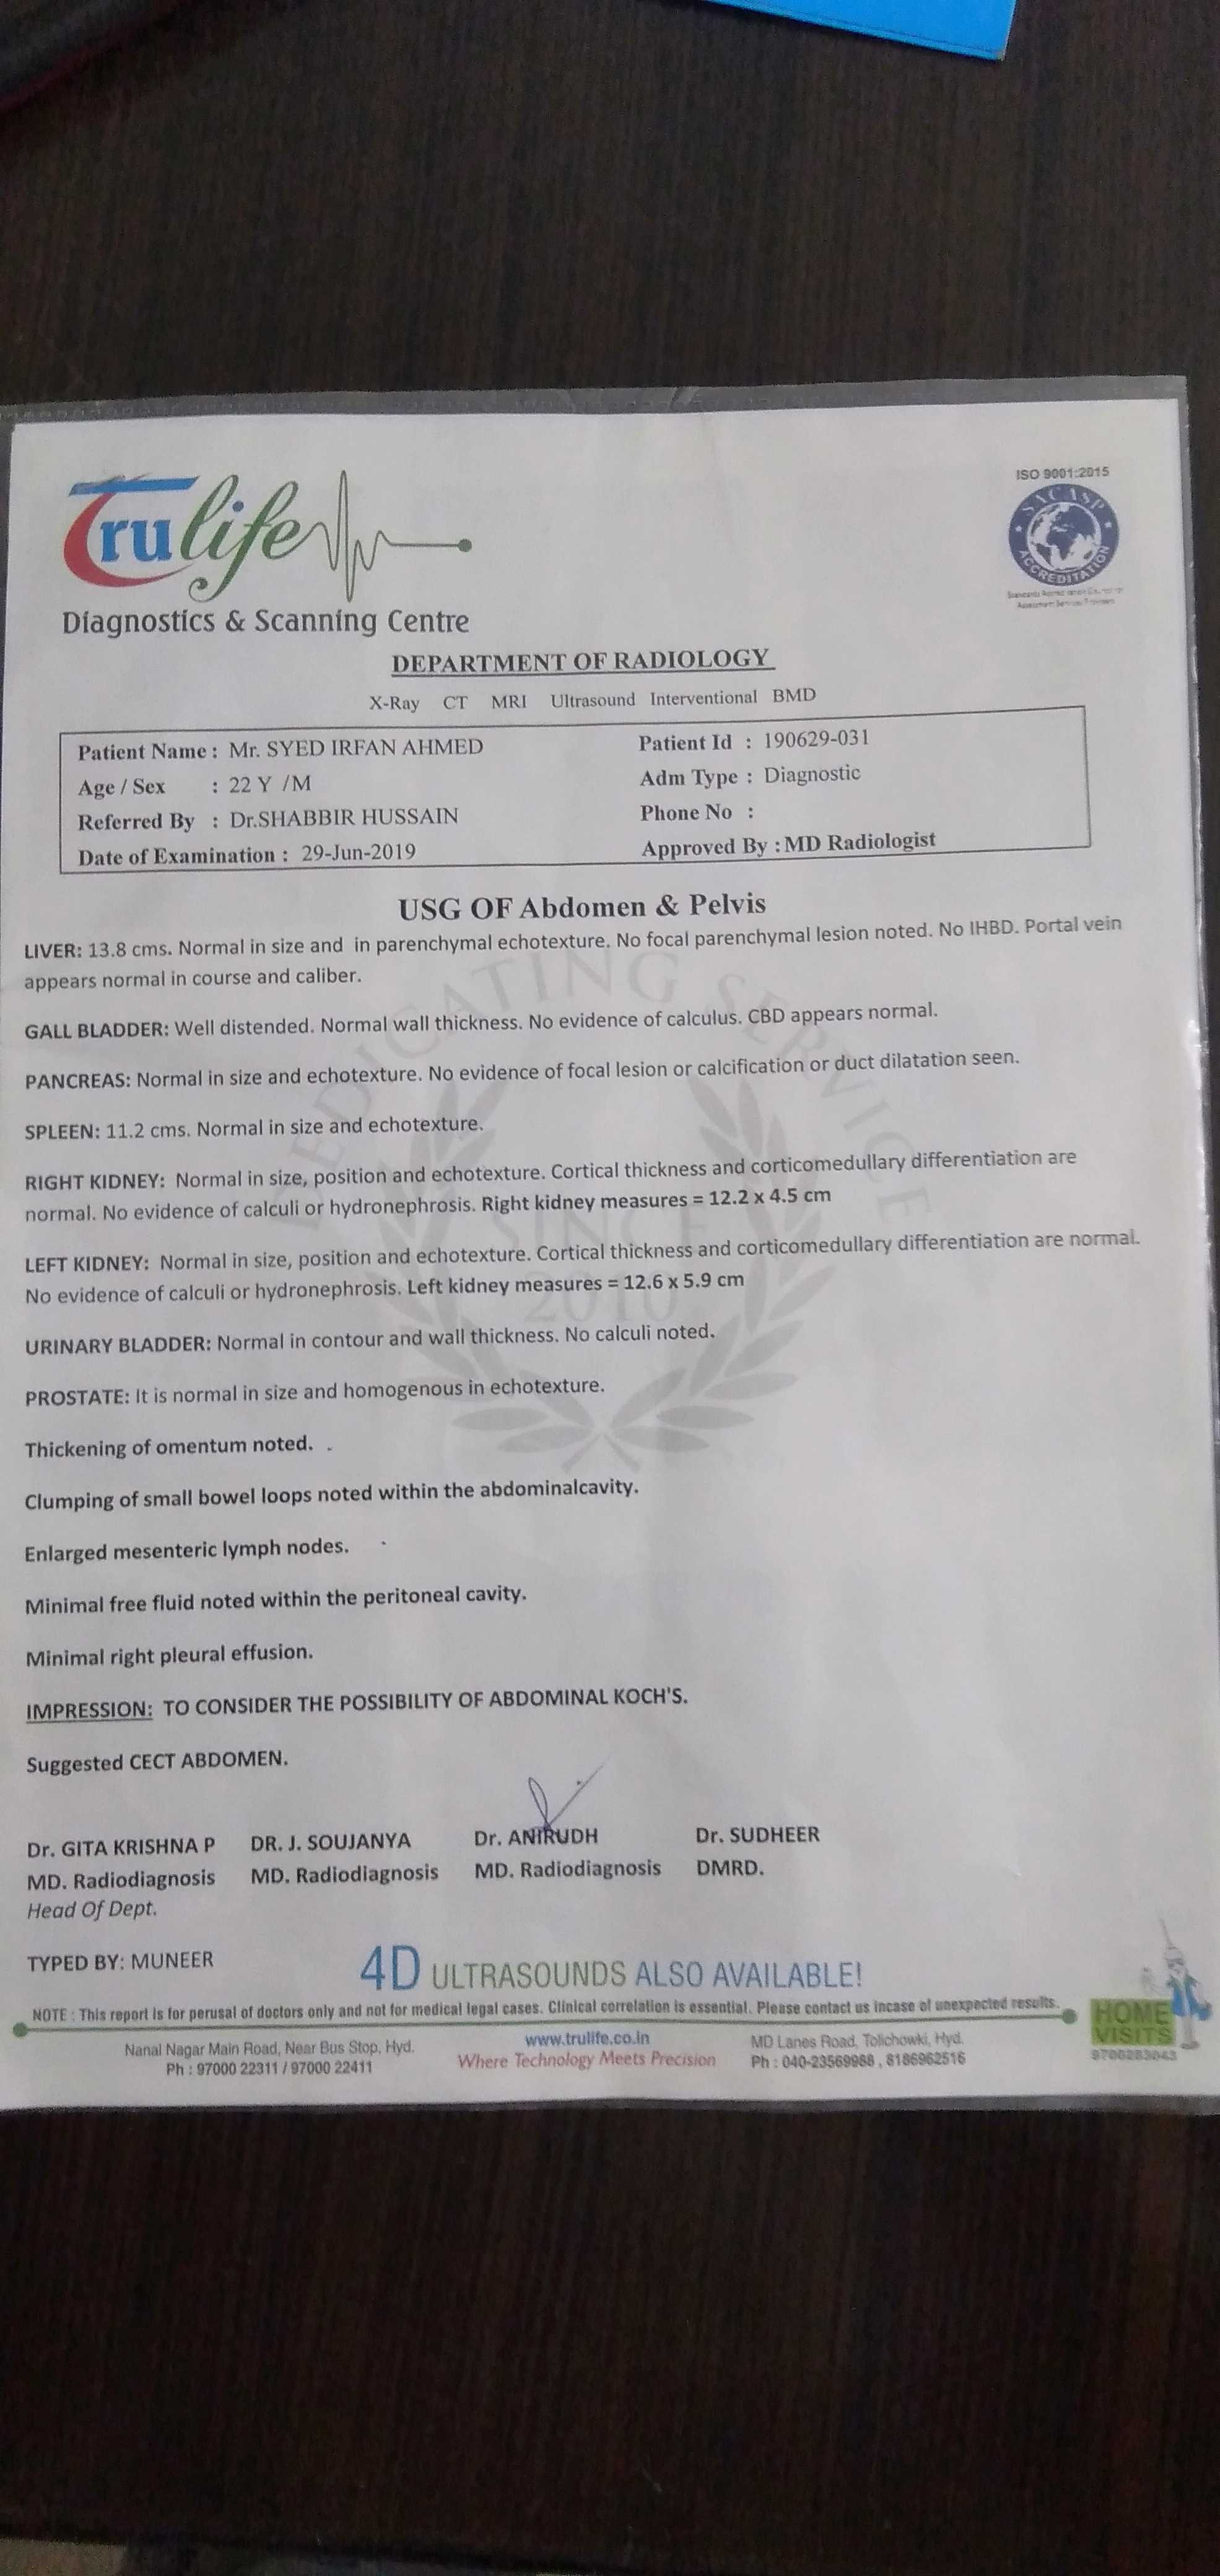 Trulife
Diagnostics & Scanning Centre
ISO 9001:2015
SACASP
ACCREDITATION
DEPARTMENT OF RADIOLOGY
X-Ray CT MRI Ultrasound Interventional BMD
Patient Name : Mr. SYED IRFAN AHMED Patient Id : 190629-031
Age / Sex : 22 Y /M Adm Type : Diagnostic
Referred By : Dr.SHABBIR HUSSAIN Phone No :
Date of Examination : 29-Jun-2019 Approved By : MD Radiologist
USG OF Abdomen & Pelvis
LIVER: 13.8 cms. Normal in size and in parenchymal echotexture. No focal parenchymal lesion noted. No IHBD. Portal vein
appears normal in course and caliber.
GALL BLADDER: Well distended. Normal wall thickness. No evidence of calculus. CBD appears normal.
PANCREAS: Normal in size and echotexture. No evidence of focal lesion or calcification or duct dilatation seen.
SPLEEN: 11.2 cms. Normal in size and echotexture.
RIGHT KIDNEY: Normal in size, position and echotexture. Cortical thickness and corticomedullary differentiation are
normal. No evidence of calculi or hydronephrosis. Right kidney measures = 12.2 x 4.5 cm
LEFT KIDNEY: Normal in size, position and echotexture. Cortical thickness and corticomedullary differentiation are normal.
No evidence of calculi or hydronephrosis. Left kidney measures = 12.6 x 5.9 cm
URINARY BLADDER: Normal in contour and wall thickness. No calculi noted.
PROSTATE: It is normal in size and homogenous in echotexture.
Thickening of omentum noted. .
Clumping of small bowel loops noted within the abdominalcavity.
Enlarged mesenteric lymph nodes.
Minimal free fluid noted within the peritoneal cavity.
Minimal right pleural effusion.
IMPRESSION: TO CONSIDER THE POSSIBILITY OF ABDOMINAL KOCH'S.
Suggested CECT ABDOMEN.
DEDICATING SERVICE
SINCE
2010
Dr. GITA KRISHNA P DR. J. SOUJANYA Dr. ANIRUDH Dr. SUDHEER
MD. Radiodiagnosis MD. Radiodiagnosis MD. Radiodiagnosis DMRD.
Head Of Dept.
TYPED BY: MUNEER
4D ULTRASOUNDS ALSO AVAILABLE!
NOTE : This report is for perusal of doctors only and not for medical legal cases. Clinical correlation is essential. Please contact us incase of unexpected results.
Nanal Nagar Main Road, Near Bus Stop, Hyd. www.trulife.co.in MD Lanes Road, Tolichowki, Hyd.
Ph : 97000 22311 / 97000 22411 Where Technology Meets Precision Ph : 040-23569988 , 8186962516
HOME
VISITS